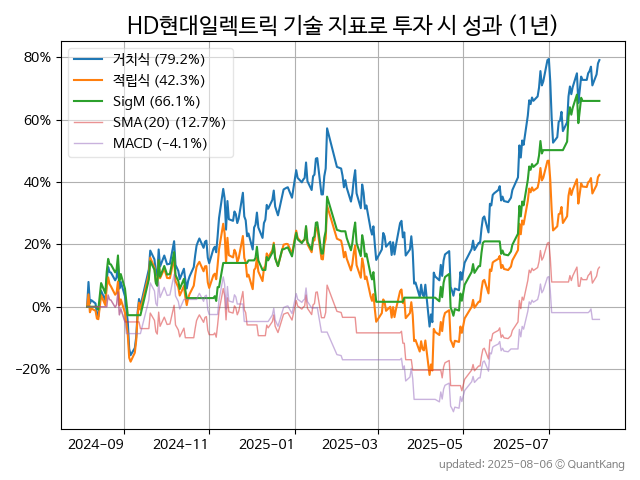 HD현대일렉트릭 기술 지표로 투자 시 성과 (1년)
거치식 (79.2%)
적립식 (42.3%)
SigM (66.1%)
SMA(20) (12.7%)
MACD (−4.1%)
80%
60%
40%
20%
0%
−20%
2024-09
2024-11
2025-01
2025-03
2025-05
2025-07
updated: 2025-08-06 © QuantKang